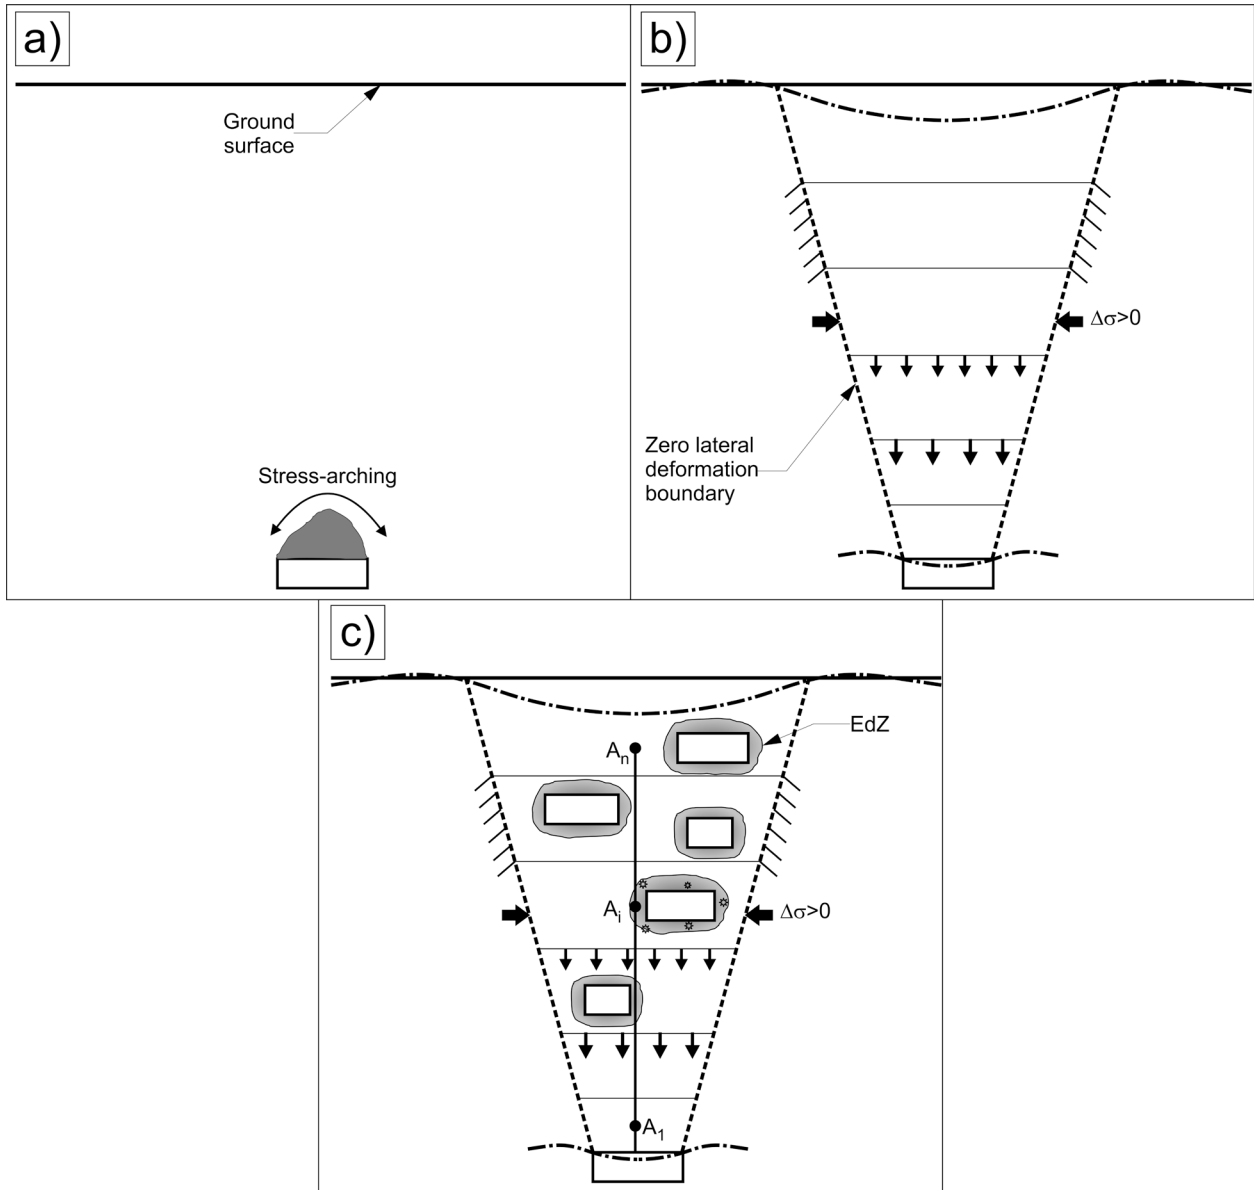 a)
Ground
surface
Stress-arching
b)
Δσ>0
Zero lateral
deformation
boundary
c)
EdZ
Aₙ
Aᵢ
Δσ>0
A₁